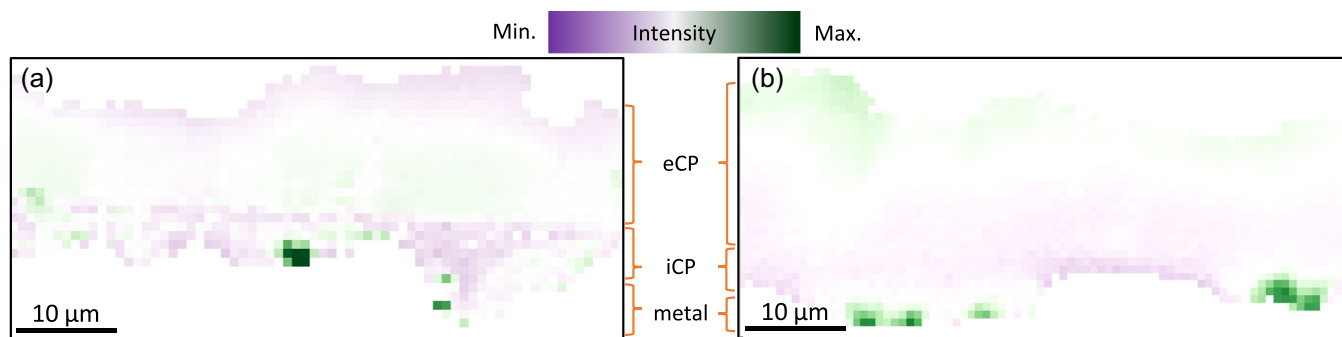 Min. Intensity Max.
(a)
(b)
eCP
iCP
metal
10 µm
10 µm